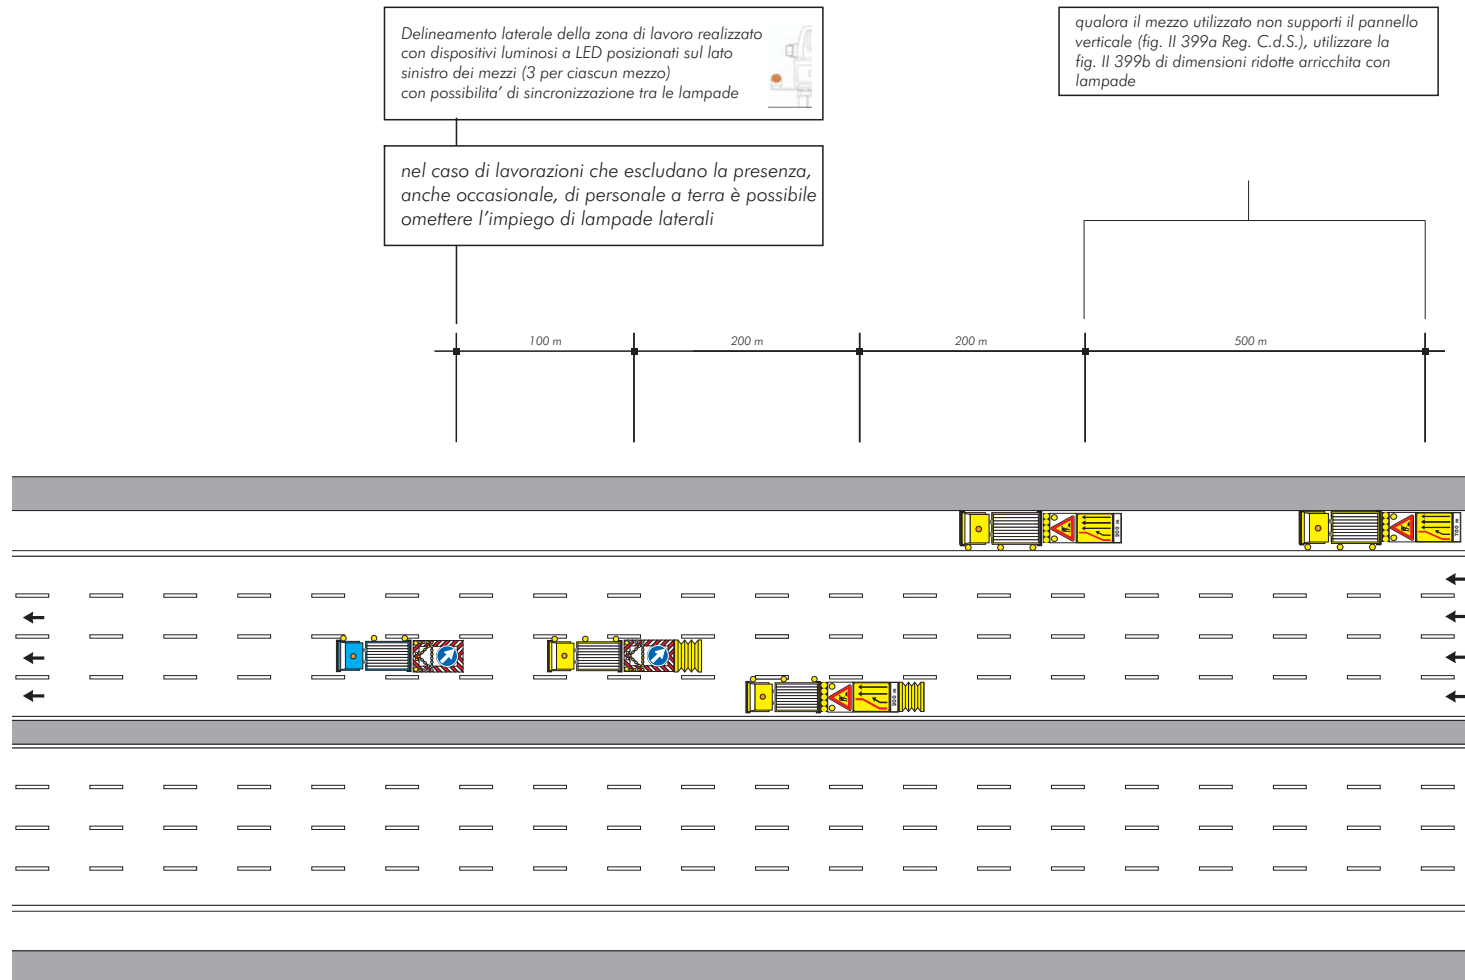 Delineamento laterale della zona di lavoro realizzato
con dispositivi luminosi a LED posizionati sul lato
sinistro dei mezzi (3 per ciascun mezzo)
con possibilita' di sincronizzazione tra le lampade
qualora il mezzo utilizzato non supporti il pannello
verticale (fig. II 399a Reg. C.d.S.), utilizzare la
fig. II 399b di dimensioni ridotte arricchita con
lampade
nel caso di lavorazioni che escludano la presenza,
anche occasionale, di personale a terra è possibile
omettere l'impiego di lampade laterali
100 m
200 m
200 m
500 m
200 m
700 m
200 m